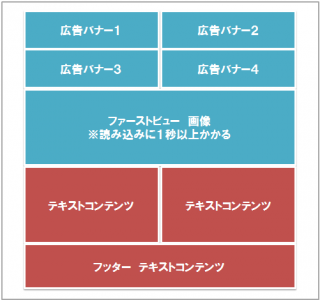 広告バナー1
広告バナー2
広告バナー3
広告バナー4
ファーストビュー 画像
※読み込みに1秒以上かかる
テキストコンテンツ
テキストコンテンツ
フッター テキストコンテンツ